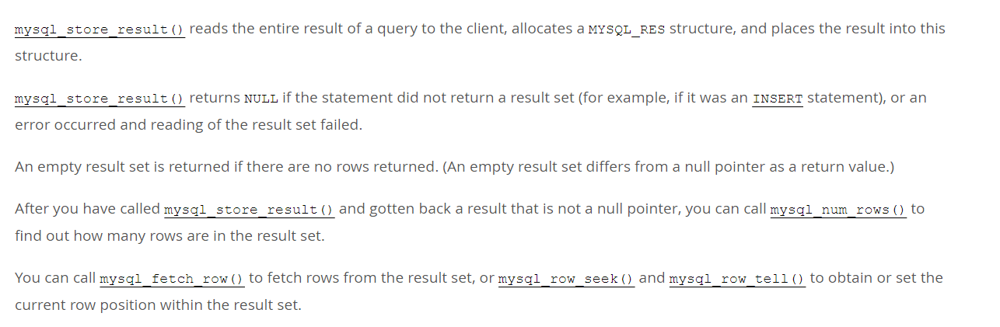 mysql_store_result() reads the entire result of a query to the client, allocates a MYSQL_RES structure, and places the result into this
structure.
mysql_store_result() returns NULL if the statement did not return a result set (for example, if it was an INSERT statement), or an
error occurred and reading of the result set failed.
An empty result set is returned if there are no rows returned. (An empty result set differs from a null pointer as a return value.)
After you have called mysql_store_result() and gotten back a result that is not a null pointer, you can call mysql_num_rows() to
find out how many rows are in the result set.
You can call mysql_fetch_row() to fetch rows from the result set, or mysql_row_seek() and mysql_row_tell() to obtain or set the
current row position within the result set.